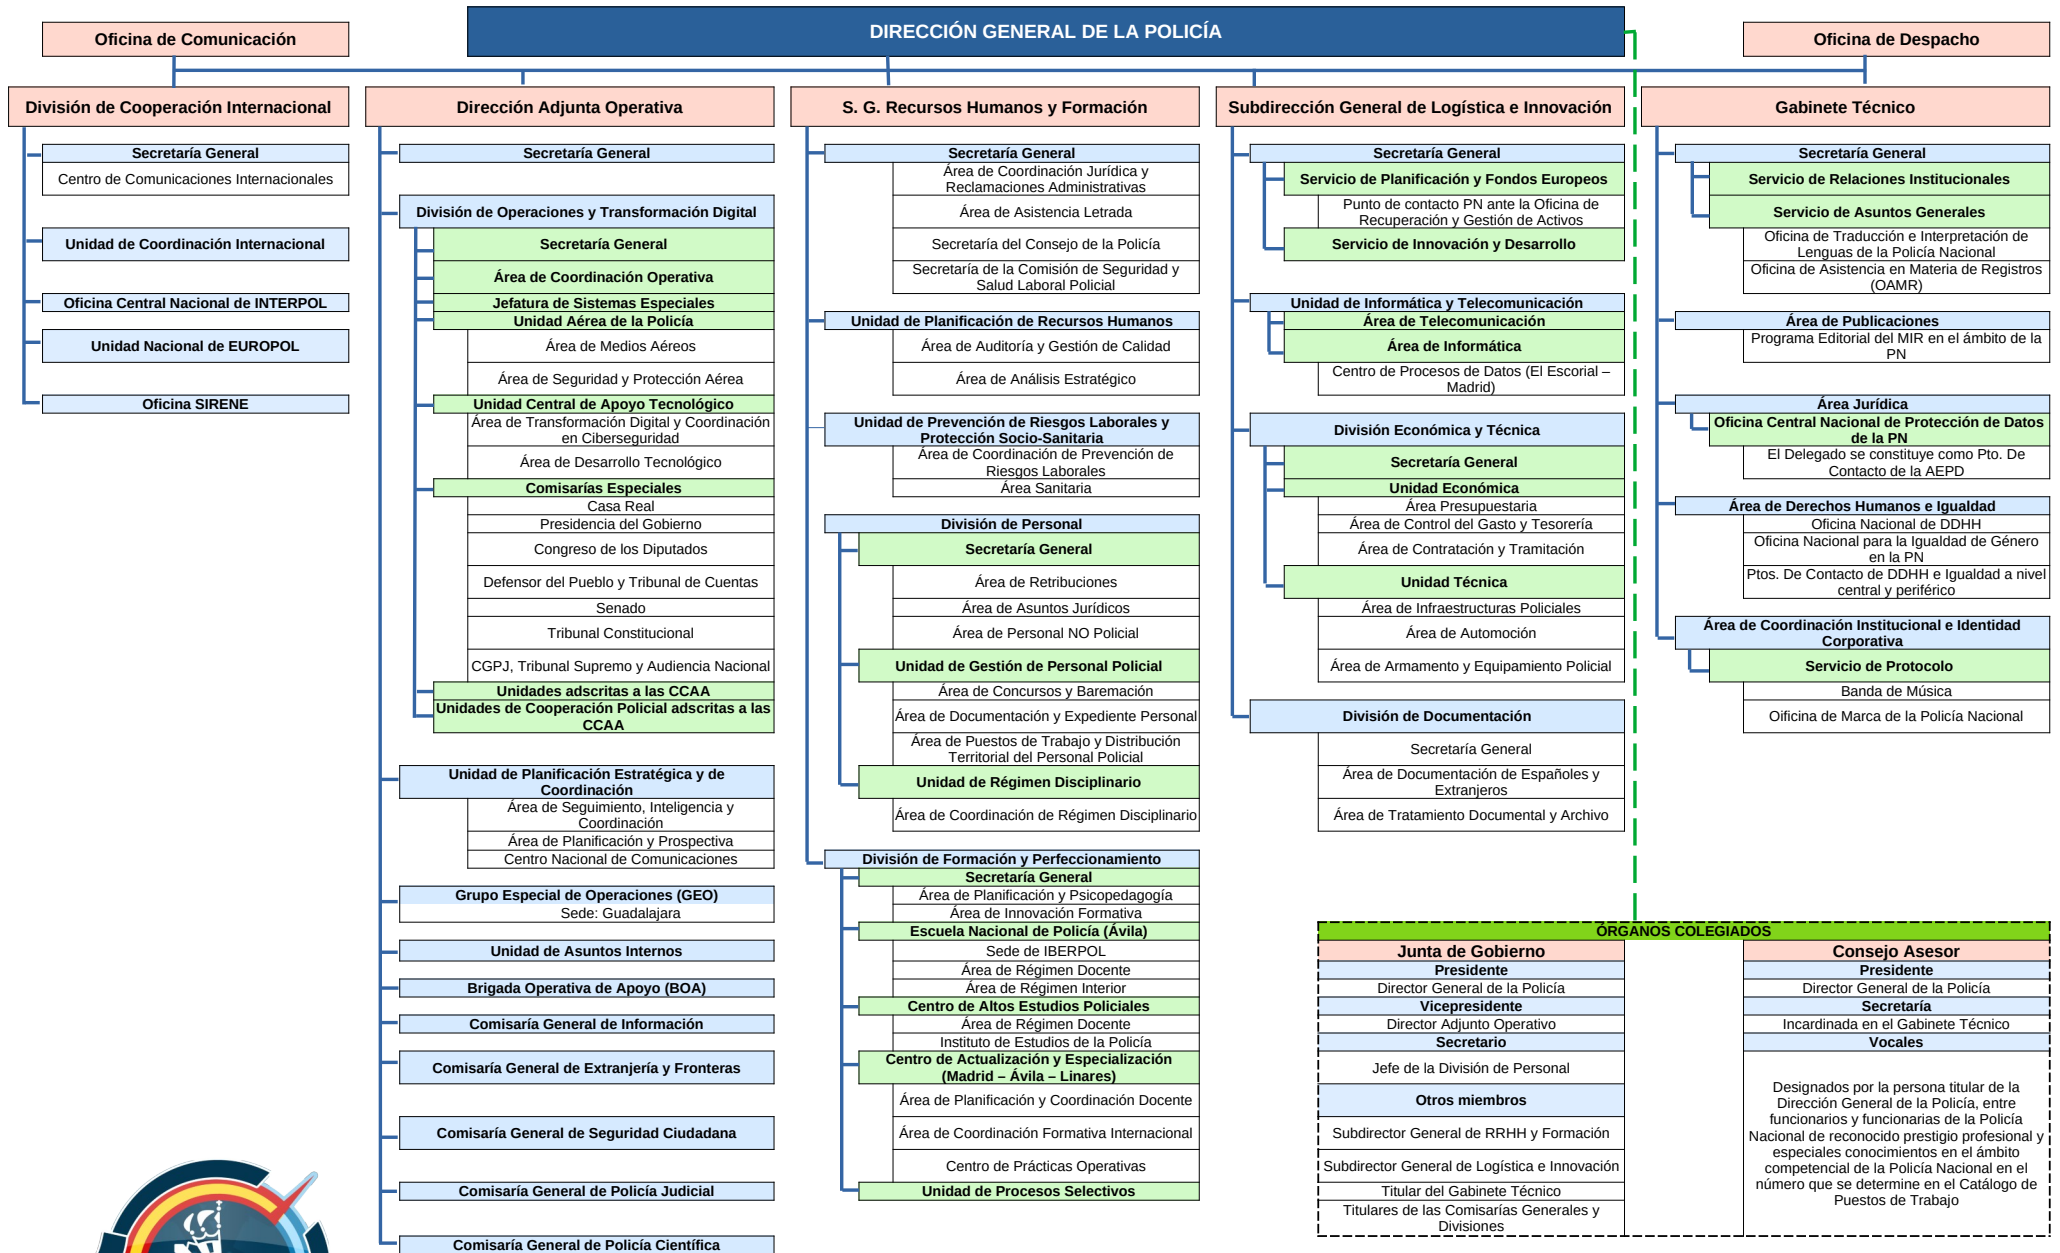 DIRECCIÓN GENERAL DE LA POLICÍA
Oficina de Comunicación
Oficina de Despacho
División de Cooperación Internacional
Secretaría General
Centro de Comunicaciones Internacionales
Unidad de Coordinación Internacional
Oficina Central Nacional de INTERPOL
Unidad Nacional de EUROPOL
Oficina SIRENE
Dirección Adjunta Operativa
Secretaría General
División de Operaciones y Transformación Digital
Secretaría General
Área de Coordinación Operativa
Jefatura de Sistemas Especiales
Unidad Aérea de la Policía
Área de Medios Aéreos
Área de Seguridad y Protección Aérea
Unidad Central de Apoyo Tecnológico
Área de Transformación Digital y Coordinación
en Ciberseguridad
Área de Desarrollo Tecnológico
Comisarías Especiales
Casa Real
Presidencia del Gobierno
Congreso de los Diputados
Defensor del Pueblo y Tribunal de Cuentas
Senado
Tribunal Constitucional
CGPJ, Tribunal Supremo y Audiencia Nacional
Unidades adscritas a las CCAA
Unidades de Cooperación Policial adscritas a las
CCAA
Unidad de Planificación Estratégica y de
Coordinación
Área de Seguimiento, Inteligencia y
Coordinación
Área de Planificación y Prospectiva
Centro Nacional de Comunicaciones
Grupo Especial de Operaciones (GEO)
Sede: Guadalajara
Unidad de Asuntos Internos
Brigada Operativa de Apoyo (BOA)
Comisaría General de Información
Comisaría General de Extranjería y Fronteras
Comisaría General de Seguridad Ciudadana
Comisaría General de Policía Judicial
Comisaría General de Policía Científica
S. G. Recursos Humanos y Formación
Secretaría General
Área de Coordinación Jurídica y
Reclamaciones Administrativas
Área de Asistencia Letrada
Secretaría del Consejo de la Policía
Secretaría de la Comisión de Seguridad y
Salud Laboral Policial
Unidad de Planificación de Recursos Humanos
Área de Auditoría y Gestión de Calidad
Área de Análisis Estratégico
Unidad de Prevención de Riesgos Laborales y
Protección Socio-Sanitaria
Área de Coordinación de Prevención de
Riesgos Laborales
Área Sanitaria
División de Personal
Secretaría General
Área de Retribuciones
Área de Asuntos Jurídicos
Área de Personal NO Policial
Unidad de Gestión de Personal Policial
Área de Concursos y Baremación
Área de Documentación y Expediente Personal
Área de Puestos de Trabajo y Distribución
Territorial del Personal Policial
Unidad de Régimen Disciplinario
Área de Coordinación de Régimen Disciplinario
División de Formación y Perfeccionamiento
Secretaría General
Área de Planificación y Psicopedagogía
Área de Innovación Formativa
Escuela Nacional de Policía (Ávila)
Sede de IBERPOL
Área de Régimen Docente
Área de Régimen Interior
Centro de Altos Estudios Policiales
Área de Régimen Docente
Instituto de Estudios de la Policía
Centro de Actualización y Especialización
(Madrid – Ávila – Linares)
Área de Planificación y Coordinación Docente
Área de Coordinación Formativa Internacional
Centro de Prácticas Operativas
Unidad de Procesos Selectivos
Subdirección General de Logística e Innovación
Secretaría General
Servicio de Planificación y Fondos Europeos
Punto de contacto PN ante la Oficina de
Recuperación y Gestión de Activos
Servicio de Innovación y Desarrollo
Unidad de Informática y Telecomunicación
Área de Telecomunicación
Área de Informática
Centro de Procesos de Datos (El Escorial –
Madrid)
División Económica y Técnica
Secretaría General
Unidad Económica
Área Presupuestaria
Área de Control del Gasto y Tesorería
Área de Contratación y Tramitación
Unidad Técnica
Área de Infraestructuras Policiales
Área de Automoción
Área de Armamento y Equipamiento Policial
División de Documentación
Secretaría General
Área de Documentación de Españoles y
Extranjeros
Área de Tratamiento Documental y Archivo
Gabinete Técnico
Secretaría General
Servicio de Relaciones Institucionales
Servicio de Asuntos Generales
Oficina de Traducción e Interpretación de
Lenguas de la Policía Nacional
Oficina de Asistencia en Materia de Registros
(OAMR)
Área de Publicaciones
Programa Editorial del MIR en el ámbito de la
PN
Área Jurídica
Oficina Central Nacional de Protección de Datos
de la PN
El Delegado se constituye como Pto. De
Contacto de la AEPD
Área de Derechos Humanos e Igualdad
Oficina Nacional de DDHH
Oficina Nacional para la Igualdad de Género
en la PN
Ptos. De Contacto de DDHH e Igualdad a nivel
central y periférico
Área de Coordinación Institucional e Identidad
Corporativa
Servicio de Protocolo
Banda de Música
Oificina de Marca de la Policía Nacional
ÓRGANOS COLEGIADOS
Junta de Gobierno
Presidente
Director General de la Policía
Vicepresidente
Director Adjunto Operativo
Secretario
Jefe de la División de Personal
Otros miembros
Subdirector General de RRHH y Formación
Subdirector General de Logística e Innovación
Titular del Gabinete Técnico
Titulares de las Comisarías Generales y
Divisiones
Consejo Asesor
Presidente
Director General de la Policía
Secretaría
Incardinada en el Gabinete Técnico
Vocales
Designados por la persona titular de la
Dirección General de la Policía, entre
funcionarios y funcionarias de la Policía
Nacional de reconocido prestigio profesional y
especiales conocimientos en el ámbito
competencial de la Policía Nacional en el
número que se determine en el Catálogo de
Puestos de Trabajo